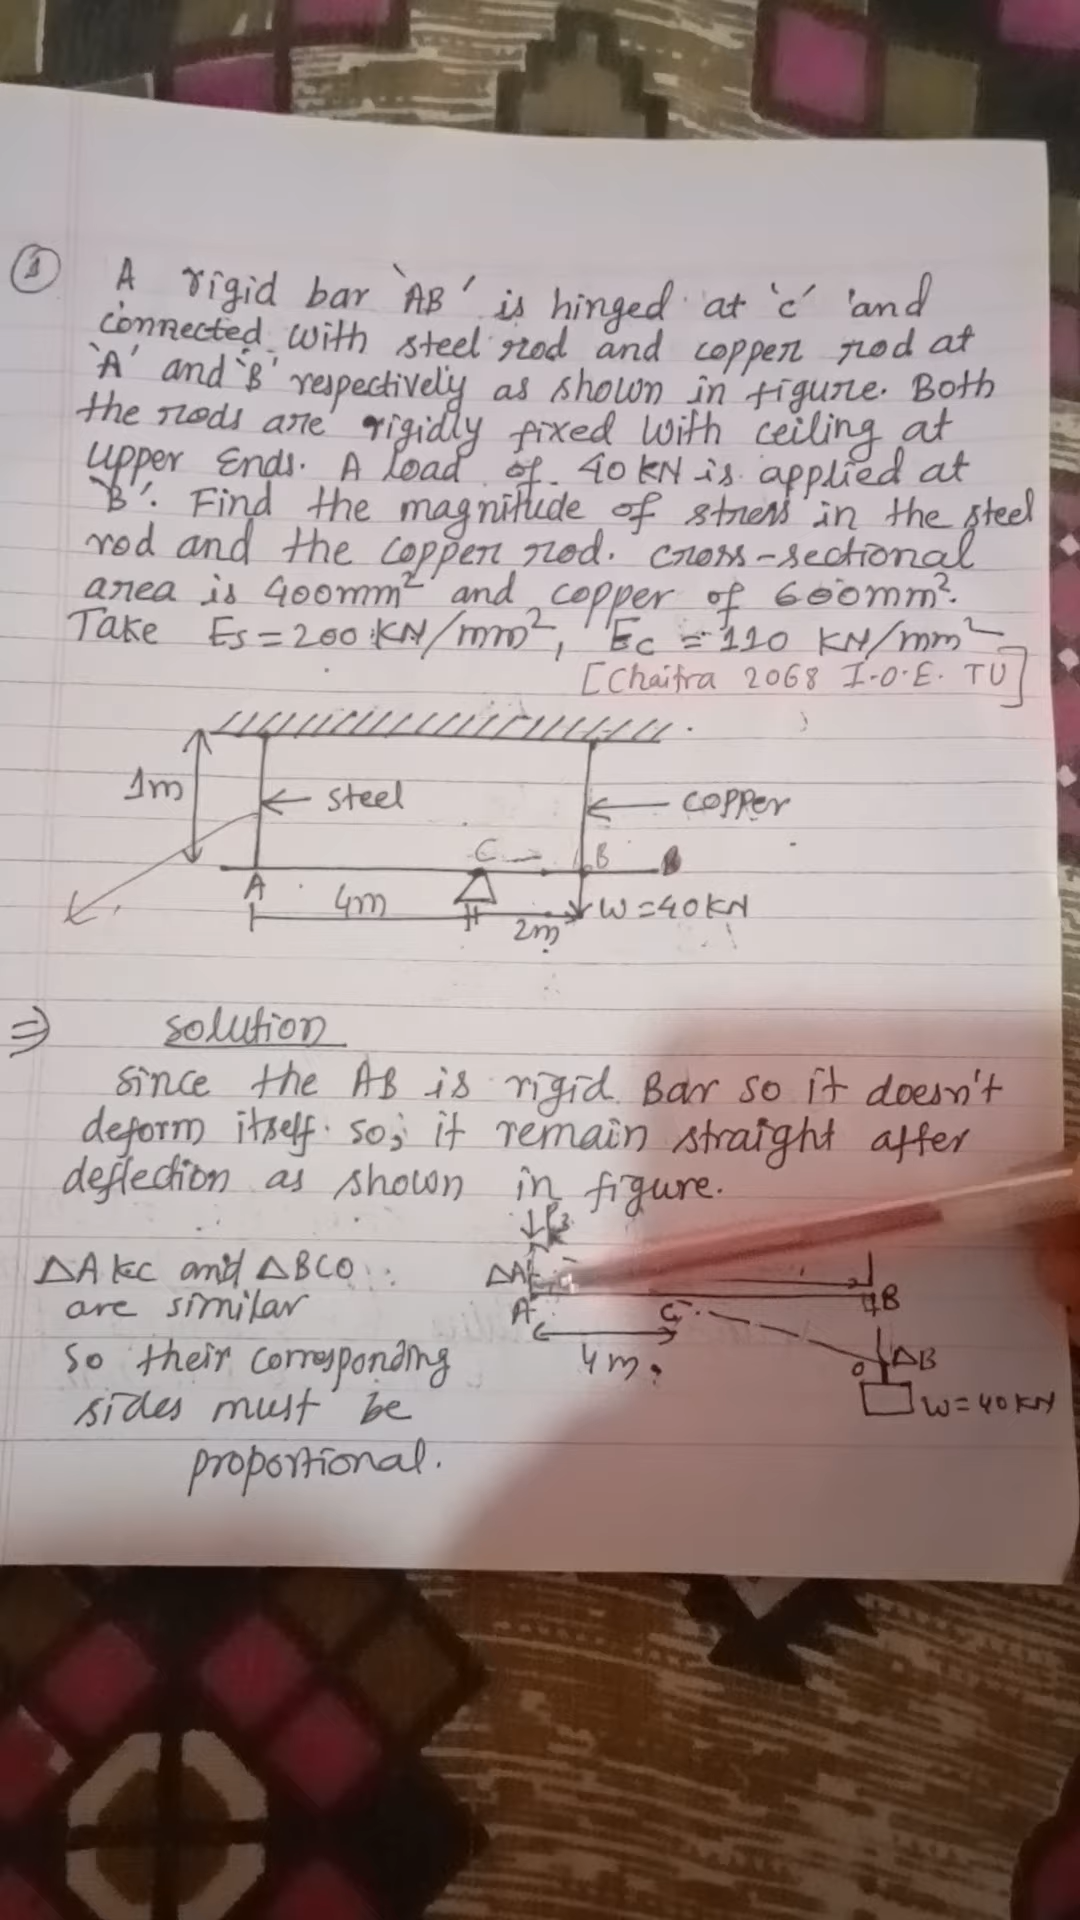 1
A rigid bar `AB' is hinged at 'c' 'and
connected with steel rod and copper rod at
`A' and `B' respectively as shown in figure. Both
the rods are rigidly fixed with ceiling at
upper Ends. A load of 40 KN is applied at
`B'. Find the magnitude of stress in the steel
rod and the copper rod. cross-sectional
area is 400mm² and copper of 600mm².
Take Es = 200 KN/mm², Ec = 110 KN/mm²
[Chaitra 2068 I.O.E. TU]
1m
steel
copper
C
B
A
4m
W = 40 KN
2m
⇒ solution
since the AB is rigid Bar so it doesn't
deform itself. so; it remain straight after
deflection as shown in figure.
ΔAKC and ΔBCO
are similar
so their corresponding
sides must be
proportional.
ΔA
A
C
B
4m
O
ΔB
W = 40 KN